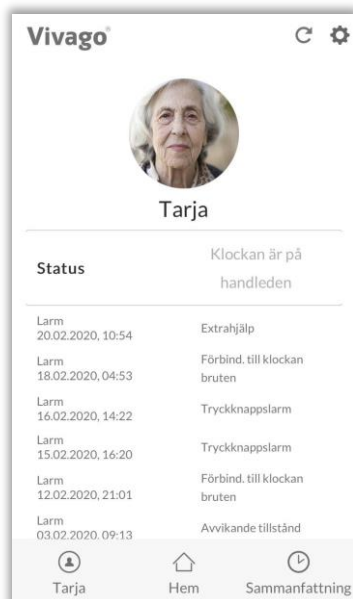 Vivago®
Tarja
Status
Klockan är på
handleden
Larm
20.02.2020, 10:54
Extrahjälp
Larm
18.02.2020, 04:53
Förbind. till klockan
bruten
Larm
16.02.2020, 14:22
Tryckknappslarm
Larm
15.02.2020, 16:20
Tryckknappslarm
Larm
12.02.2020, 21:01
Förbind. till klockan
bruten
Larm
03.02.2020, 09:13
Avvikande tillstånd
Tarja
Hem
Sammanfattning